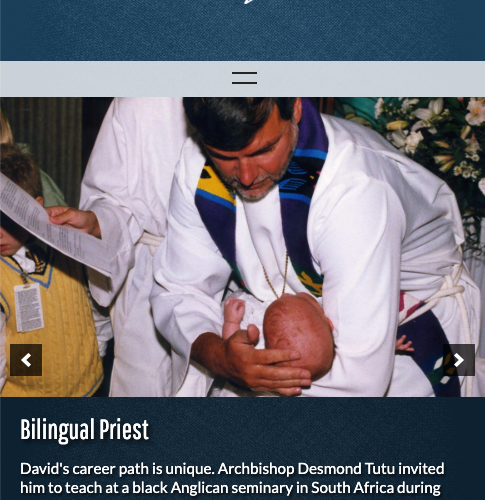 Bilingual Priest
David's career path is unique. Archbishop Desmond Tutu invited
him to teach at a black Anglican seminary in South Africa during